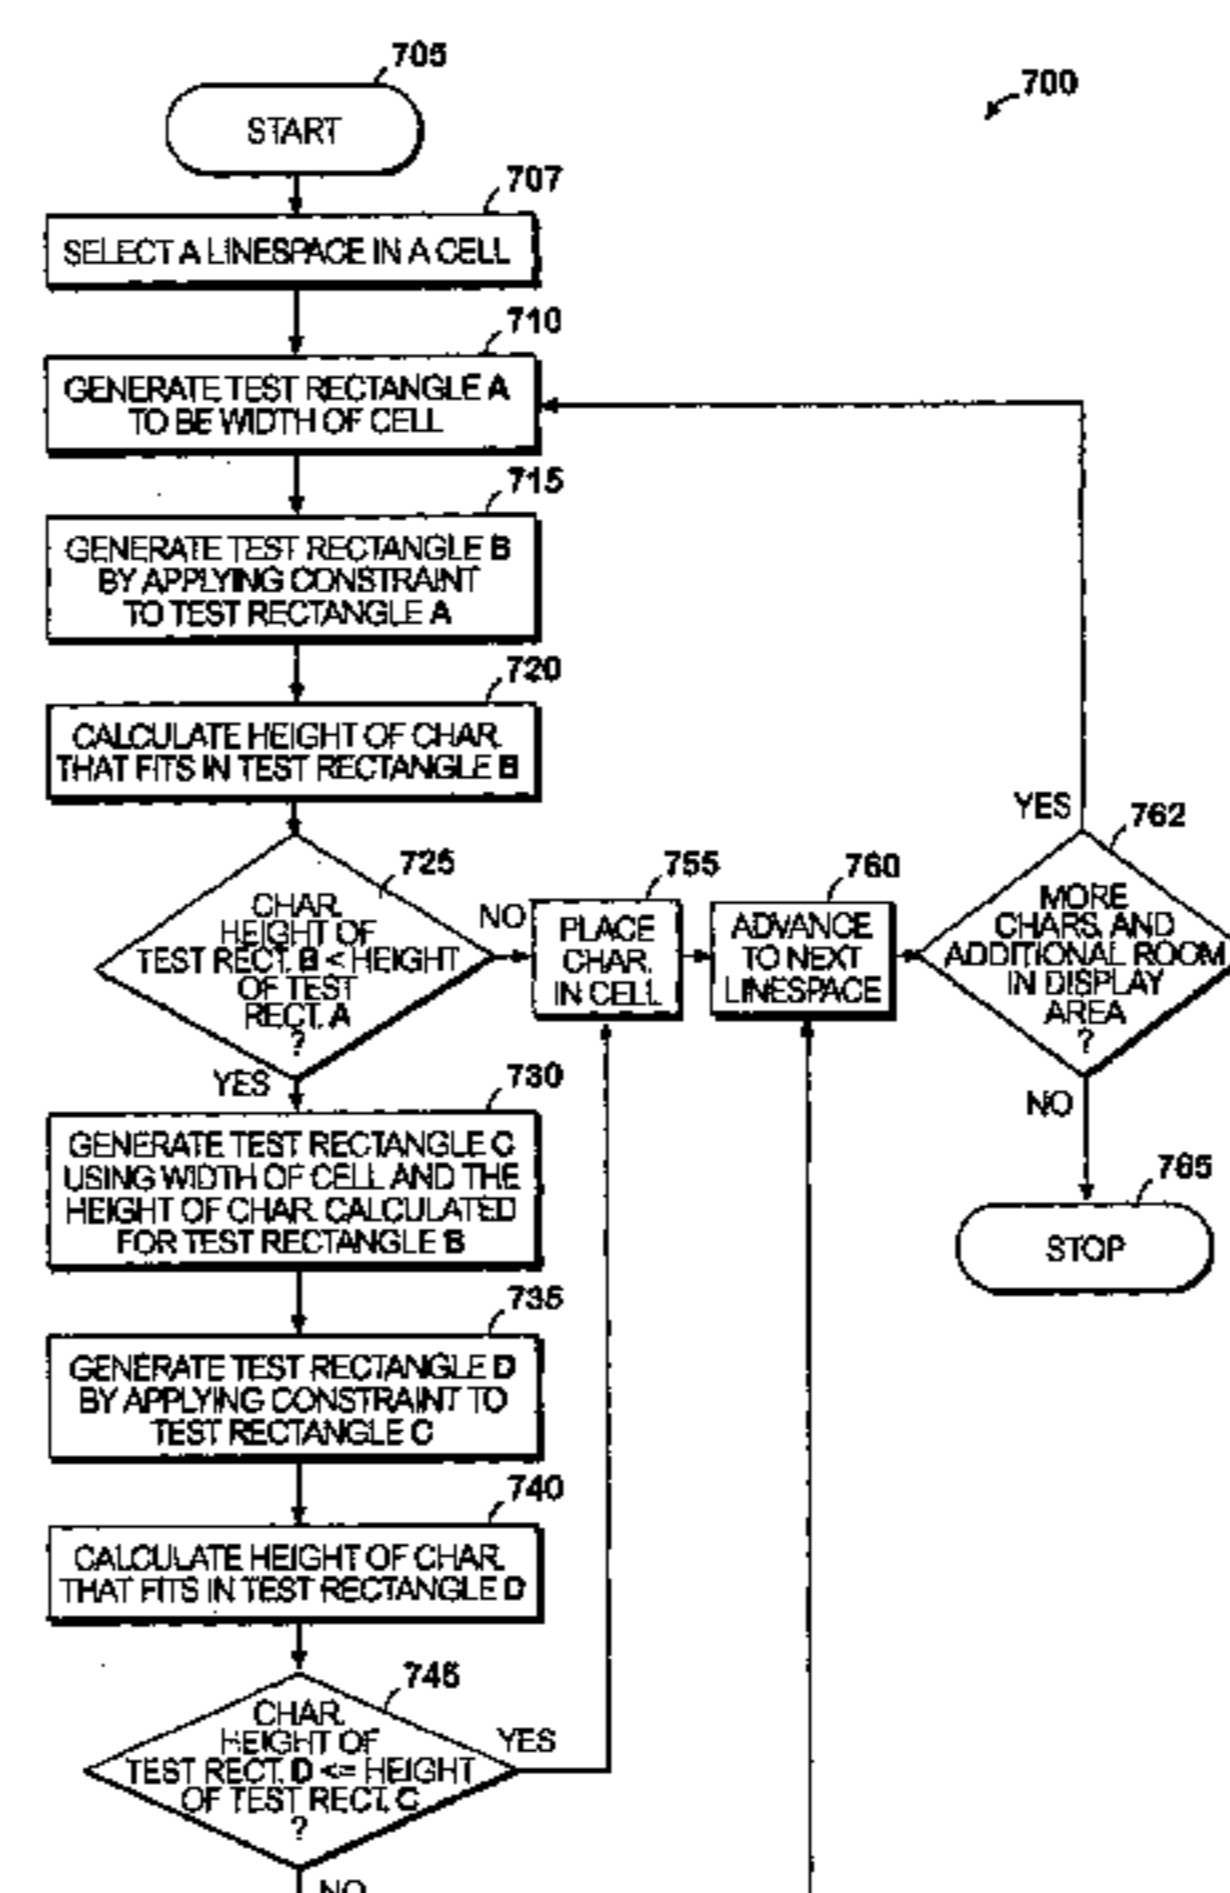 705
START
700
707
SELECT A LINESPACE IN A CELL
710
GENERATE TEST RECTANGLE A
TO BE WIDTH OF CELL
715
GENERATE TEST RECTANGLE B
BY APPLYING CONSTRAINT
TO TEST RECTANGLE A
720
CALCULATE HEIGHT OF CHAR.
THAT FITS IN TEST RECTANGLE B
725
CHAR.
HEIGHT OF
TEST RECT. B < HEIGHT
OF TEST
RECT. A
?
NO
YES
755
PLACE
CHAR.
IN CELL
760
ADVANCE
TO NEXT
LINESPACE
762
YES
MORE
CHARS. AND
ADDITIONAL ROOM
IN DISPLAY
AREA
?
NO
765
STOP
730
GENERATE TEST RECTANGLE C
USING WIDTH OF CELL AND THE
HEIGHT OF CHAR. CALCULATED
FOR TEST RECTANGLE B
735
GENERATE TEST RECTANGLE D
BY APPLYING CONSTRAINT TO
TEST RECTANGLE C
740
CALCULATE HEIGHT OF CHAR.
THAT FITS IN TEST RECTANGLE D
745
CHAR.
HEIGHT OF
TEST RECT. D <= HEIGHT
OF TEST RECT. C
?
YES
NO